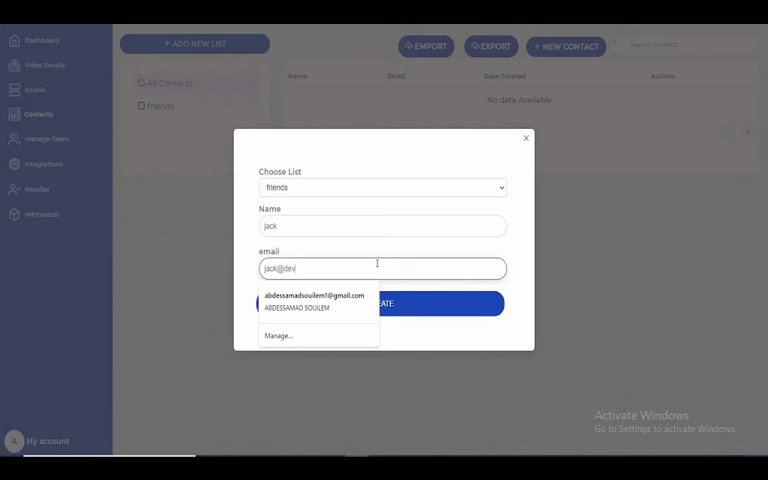 Dashboard
Video Emails
Emails
Contacts
Manage Team
Integrations
Reseller
Whitelabel
A My account
+ ADD NEW LIST
All Contacts
friends
EMPORT
EXPORT
+ NEW CONTACT
Search contact
Name Email Date Created Actions
No data Available
×
Choose List
friends
Name
jack
email
jack@dev
abdessamadsouilem1@gmail.com
ABDESSAMAD SOUILEM
Manage...
EATE
Activate Windows
Go to Settings to activate Windows.